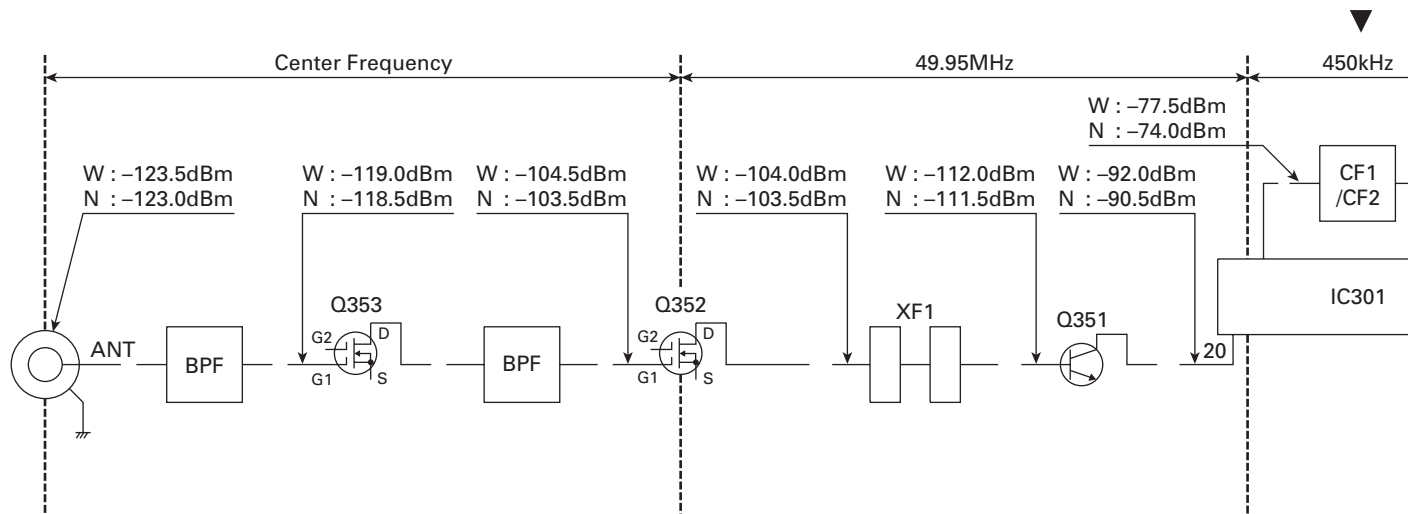 Center Frequency
49.95MHz
450kHz
W : –77.5dBm
N : –74.0dBm
W : –123.5dBm
N : –123.0dBm
W : –119.0dBm
N : –118.5dBm
W : –104.5dBm
N : –103.5dBm
W : –104.0dBm
N : –103.5dBm
W : –112.0dBm
N : –111.5dBm
W : –92.0dBm
N : –90.5dBm
CF1
/CF2
Q353
Q352
XF1
Q351
IC301
ANT
BPF
G2
D
G1
S
BPF
G2
D
G1
S
20